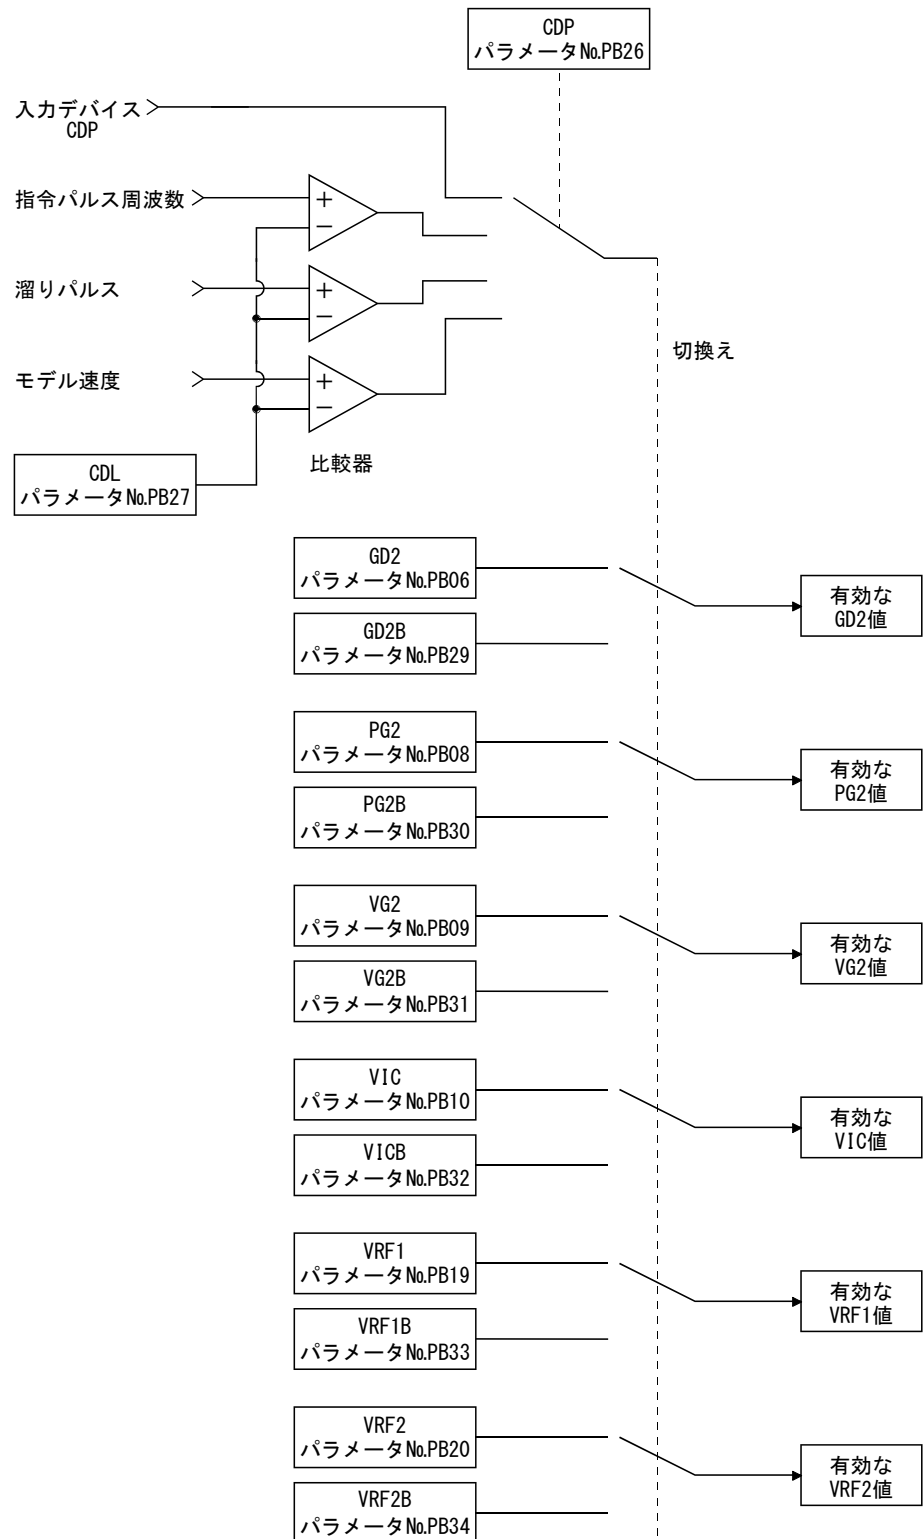 CDP
パラメータNo.PB26
入力デバイス
CDP
指令パルス周波数
+
−
溜りパルス
+
−
切換え
モデル速度
+
−
比較器
CDL
パラメータNo.PB27
GD2
パラメータNo.PB06
有効な
GD2値
GD2B
パラメータNo.PB29
PG2
パラメータNo.PB08
有効な
PG2値
PG2B
パラメータNo.PB30
VG2
パラメータNo.PB09
有効な
VG2値
VG2B
パラメータNo.PB31
VIC
パラメータNo.PB10
有効な
VIC値
VICB
パラメータNo.PB32
VRF1
パラメータNo.PB19
有効な
VRF1値
VRF1B
パラメータNo.PB33
VRF2
パラメータNo.PB20
有効な
VRF2値
VRF2B
パラメータNo.PB34